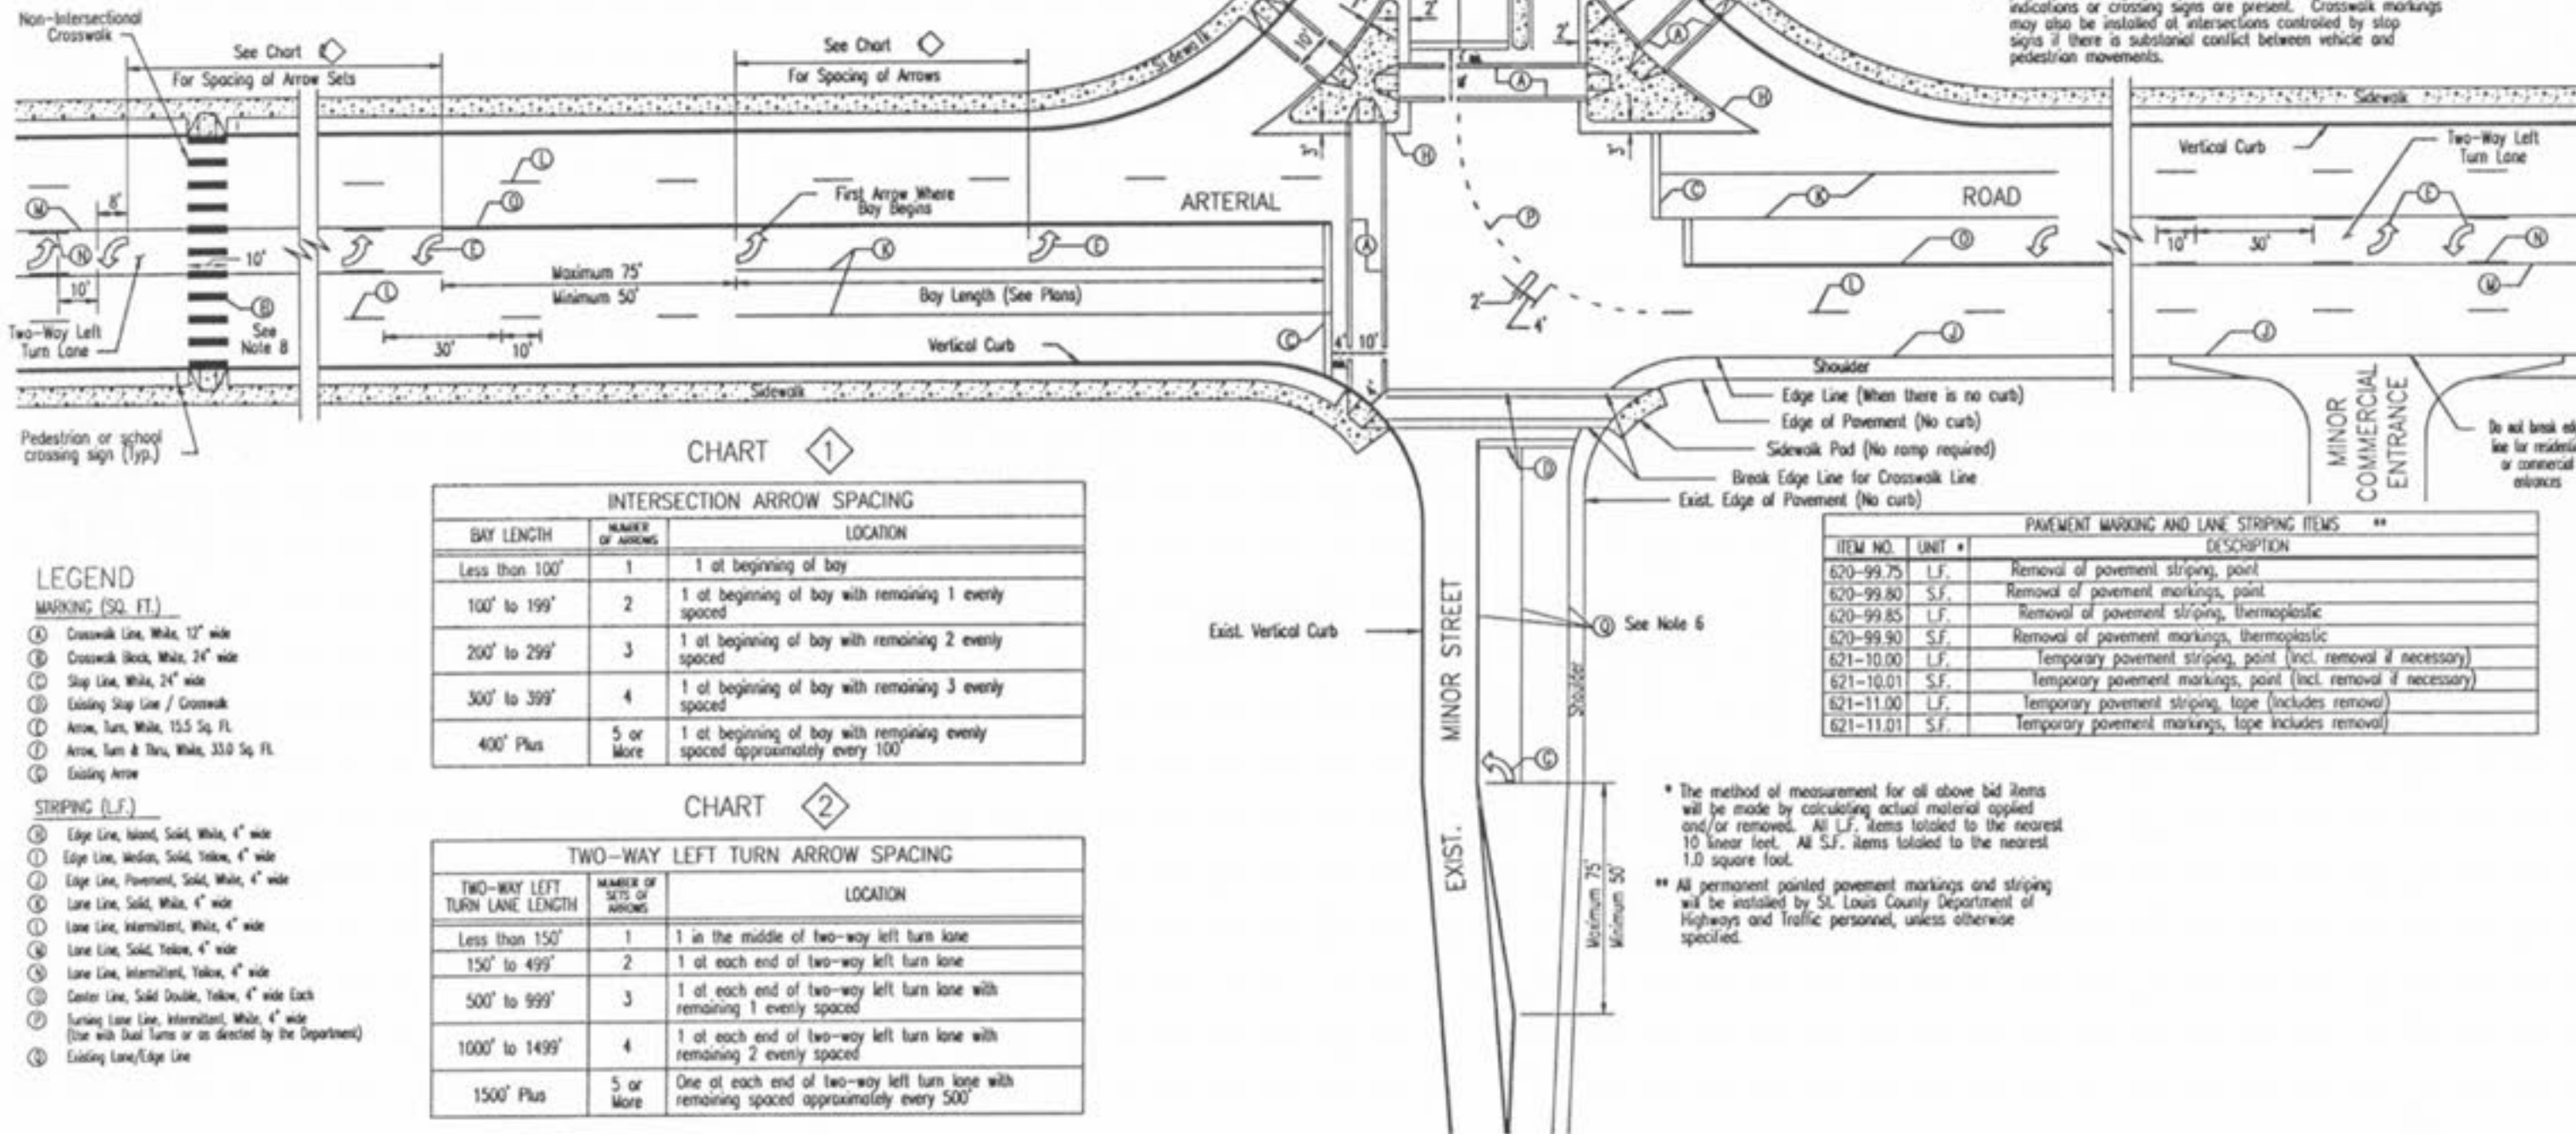 Non-Intersectional
Crosswalk
See Chart
For Spacing of Arrow Sets
See Chart
For Spacing of Arrows
Sidewalk
10'
2'
2'
indications or crossing signs are present. Crosswalk markings
may also be installed at intersections controlled by stop
signs if there is substanial conflict between vehicle and
pedestrian movements.
A
A
H
Sidewalk
L
Q
First Arrow Where
Bay Begins
ARTERIAL
3'
H
3'
C
K
ROAD
Vertical Curb
Two-Way Left
Turn Lane
E
W
8'
N
10'
10'
E
K
E
A
P
O
10'
30'
N
W
Maximum 75'
Minimum 50'
Bay Length (See Plans)
2'
4'
L
Two-Way Left
Turn Lane
B
See
Note 8
L
30'
10'
Vertical Curb
C
4'
10'
J
J
Shoulder
Sidewalk
4'
Edge Line (When there is no curb)
Edge of Pavement (No curb)
Sidewalk Pad (No ramp required)
Break Edge Line for Crosswalk Line
Exist. Edge of Pavement (No curb)
MINOR
COMMERCIAL
ENTRANCE
Do not break
line for
or commercial
entrances
Pedestrian or school
crossing sign (Typ.)
D
CHART 1
INTERSECTION ARROW SPACING
BAY LENGTH NUMBER OF ARROWS LOCATION
Less than 100' 1 1 at beginning of bay
100' to 199' 2 1 at beginning of bay with remaining 1 evenly
spaced
200' to 299' 3 1 at beginning of bay with remaining 2 evenly
spaced
300' to 399' 4 1 at beginning of bay with remaining 3 evenly
spaced
400' Plus 5 or More 1 at beginning of bay with remaining evenly
spaced approximately every 100'
CHART 2
TWO-WAY LEFT TURN ARROW SPACING
TWO-WAY LEFT TURN LANE LENGTH NUMBER OF SETS OF ARROWS LOCATION
Less than 150' 1 1 in the middle of two-way left turn lane
150' to 499' 2 1 at each end of two-way left turn lane
500' to 999' 3 1 at each end of two-way left turn lane with
remaining 1 evenly spaced
1000' to 1499' 4 1 at each end of two-way left turn lane with
remaining 2 evenly spaced
1500' Plus 5 or More One at each end of two-way left turn lane with
remaining spaced approximately every 500'
LEGEND
MARKING (SQ. FT.)
A Crosswalk Line, White, 12" wide
B Crosswalk Block, White, 24" wide
C Stop Line, White, 24" wide
D Existing Stop Line / Crosswalk
E Arrow, Turn, White, 15.5 Sq. Ft.
F Arrow, Turn & Thru, White, 33.0 Sq. Ft.
G Existing Arrow
STRIPING (L.F.)
H Edge Line, Island, Solid, White, 4" wide
I Edge Line, Median, Solid, Yellow, 4" wide
J Edge Line, Pavement, Solid, White, 4" wide
K Lane Line, Solid, White, 4" wide
L Lane Line, Intermittent, White, 4" wide
M Lane Line, Solid, Yellow, 4" wide
N Lane Line, Intermittent, Yellow, 4" wide
O Center Line, Solid Double, Yellow, 4" wide Each
P Turning Lane Line, Intermittent, White, 4" wide
(Use with Dual Turns or as directed by the Department)
Q Existing Lane/Edge Line
Exist. Vertical Curb
EXIST. MINOR STREET
Shoulder
Q See Note 6
G
Maximum 75'
Minimum 50'
PAVEMENT MARKING AND LANE STRIPING ITEMS **
ITEM NO. UNIT * DESCRIPTION
620-99.75 L.F. Removal of pavement striping, paint
620-99.80 S.F. Removal of pavement markings, paint
620-99.85 L.F. Removal of pavement striping, thermoplastic
620-99.90 S.F. Removal of pavement markings, thermoplastic
621-10.00 L.F. Temporary pavement striping, paint (Incl. removal if necessary)
621-10.01 S.F. Temporary pavement markings, paint (Incl. removal if necessary)
621-11.00 L.F. Temporary pavement striping, tape (Includes removal)
621-11.01 S.F. Temporary pavement markings, tape Includes removal)
* The method of measurement for all above bid items
will be made by calculating actual material applied
and/or removed. All L.F. items totaled to the nearest
10 linear feet. All S.F. items totaled to the nearest
1.0 square foot.
** All permanent painted pavement markings and striping
will be installed by St. Louis County Department of
Highways and Traffic personnel, unless otherwise
specified.